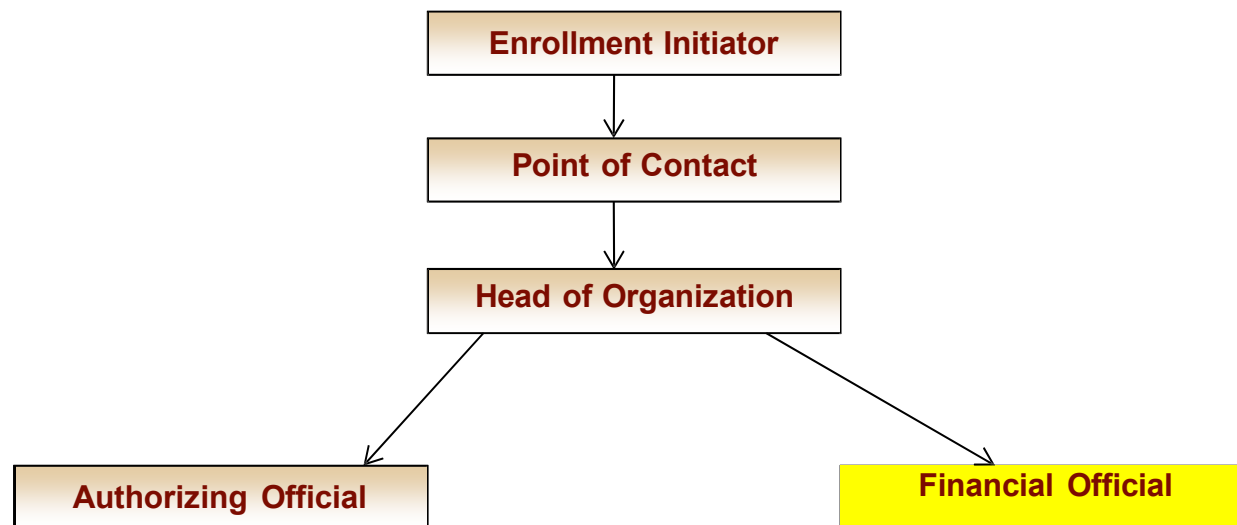 Enrollment Initiator
Point of Contact
Head of Organization
Authorizing Official
Financial Official